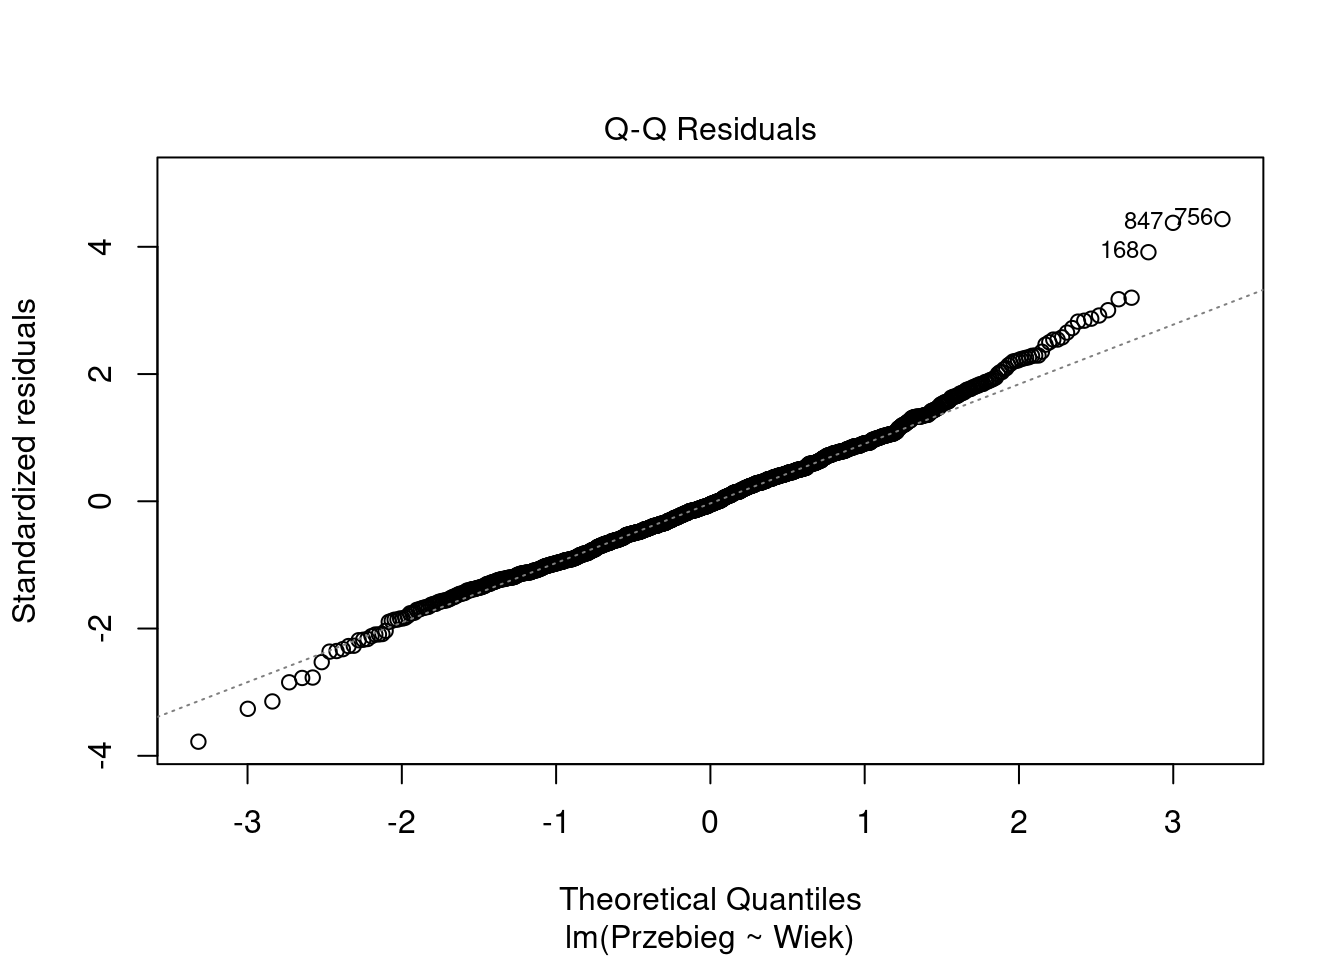 Q-Q Residuals
Standardized residuals
4
2
0
-2
-4
847
756
168
-3 -2 -1 0 1 2 3
Theoretical Quantiles
lm(Przebieg ~ Wiek)